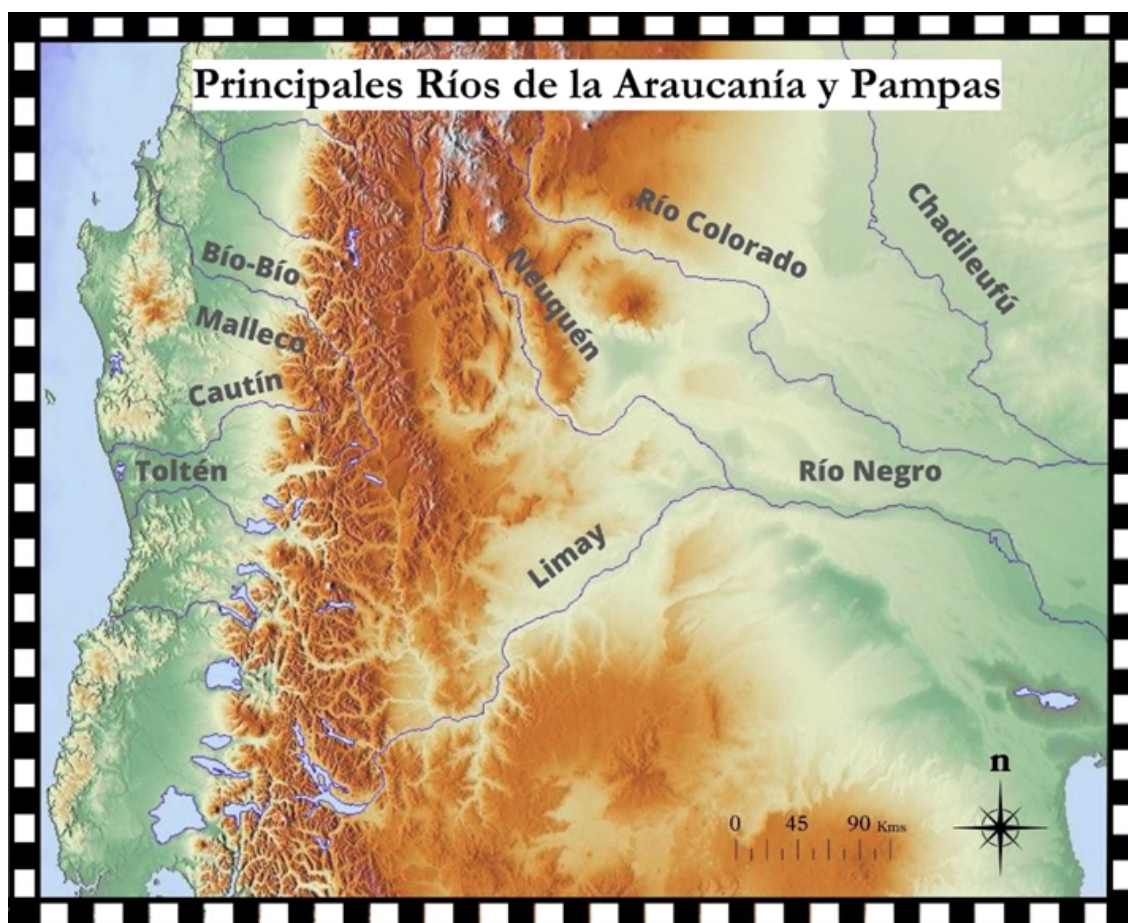 Principales Ríos de la Araucanía y Pampas
Río Colorado
Chadileufú
Bío-Bío
Neuquén
Malleco
Cautín
Toltén
Río Negro
Limay
n
0 45 90 Kms